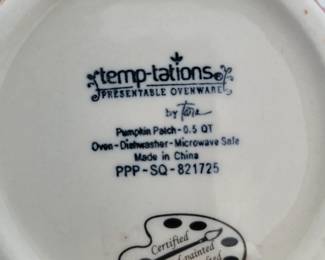 temp-tations
PRESENTABLE OVENWARE
by Tara
Pumpkin Patch - 0.5 QT
Oven - Dishwasher - Microwave Safe
Made in China
PPP-SQ-821725
Certified